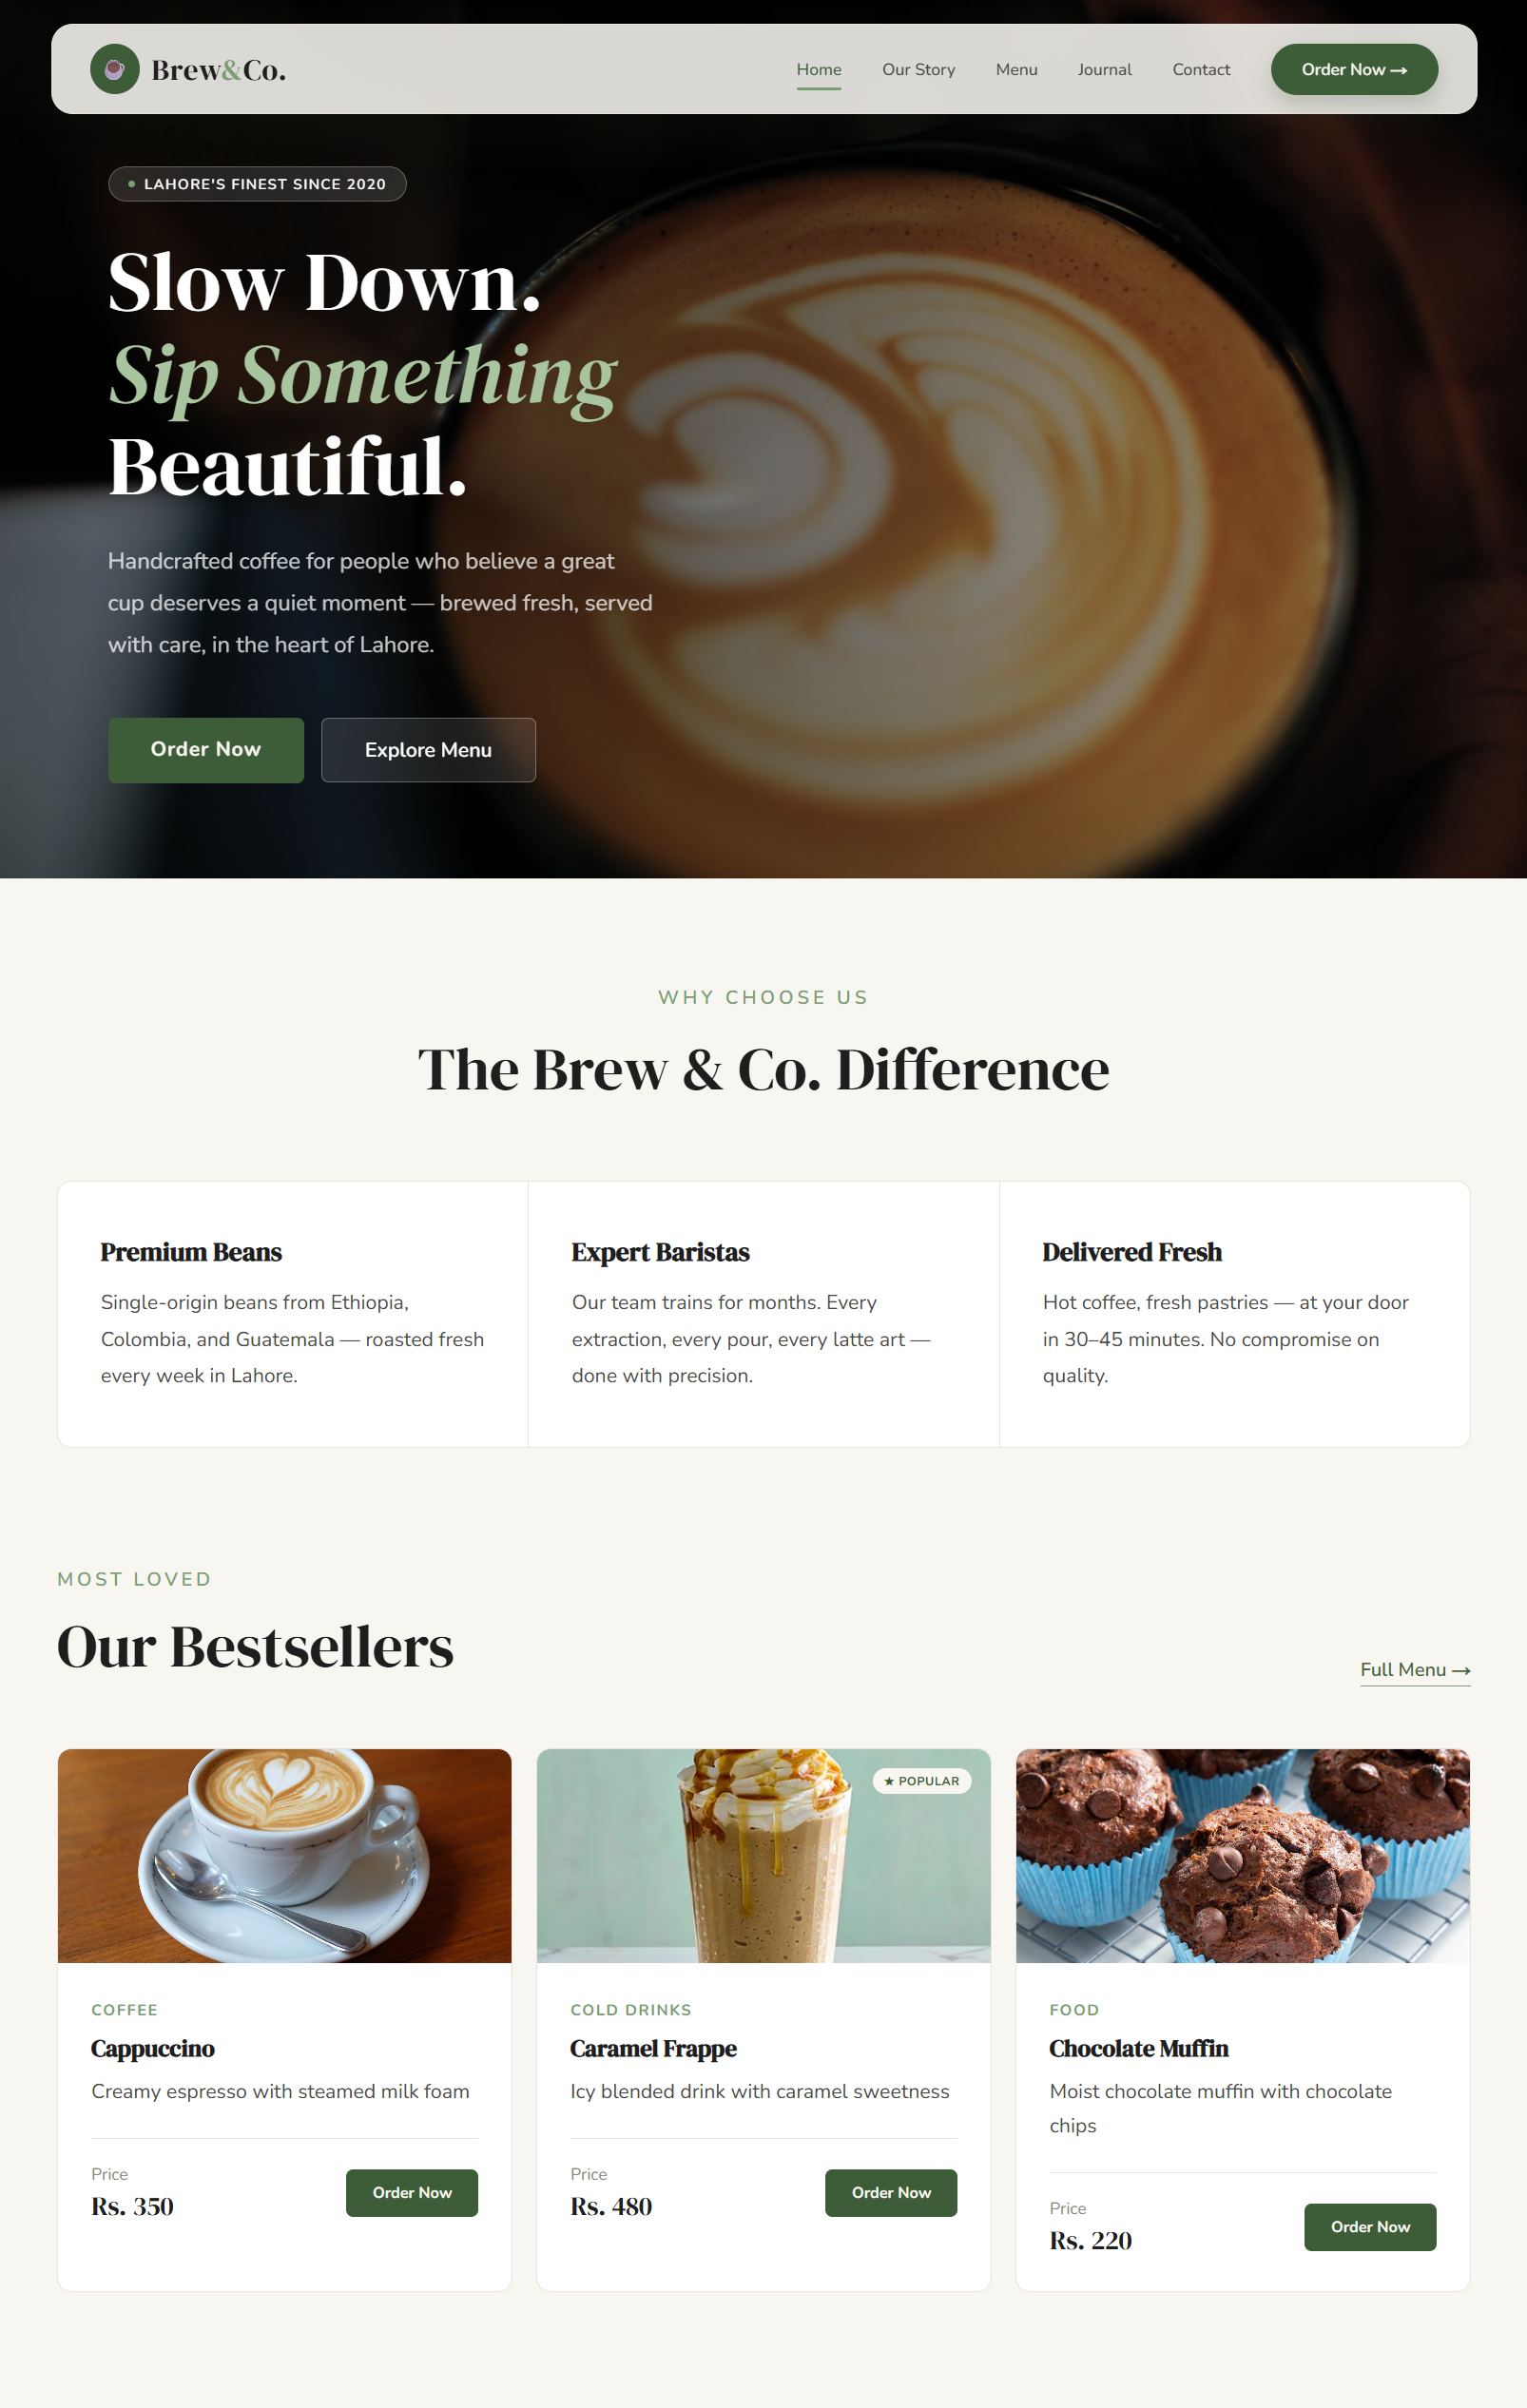 Brew&Co.
Home
Our Story
Menu
Journal
Contact
Order Now →
• LAHORE'S FINEST SINCE 2020
Slow Down.
Sip Something
Beautiful.
Handcrafted coffee for people who believe a great
cup deserves a quiet moment — brewed fresh, served
with care, in the heart of Lahore.
Order Now
Explore Menu
WHY CHOOSE US
The Brew & Co. Difference
Premium Beans
Single-origin beans from Ethiopia,
Colombia, and Guatemala — roasted fresh
every week in Lahore.
Expert Baristas
Our team trains for months. Every
extraction, every pour, every latte art —
done with precision.
Delivered Fresh
Hot coffee, fresh pastries — at your door
in 30–45 minutes. No compromise on
quality.
MOST LOVED
Our Bestsellers
Full Menu →
COFFEE
Cappuccino
Creamy espresso with steamed milk foam
Price
Rs. 350
Order Now
★ POPULAR
COLD DRINKS
Caramel Frappe
Icy blended drink with caramel sweetness
Price
Rs. 480
Order Now
FOOD
Chocolate Muffin
Moist chocolate muffin with chocolate
chips
Price
Rs. 220
Order Now